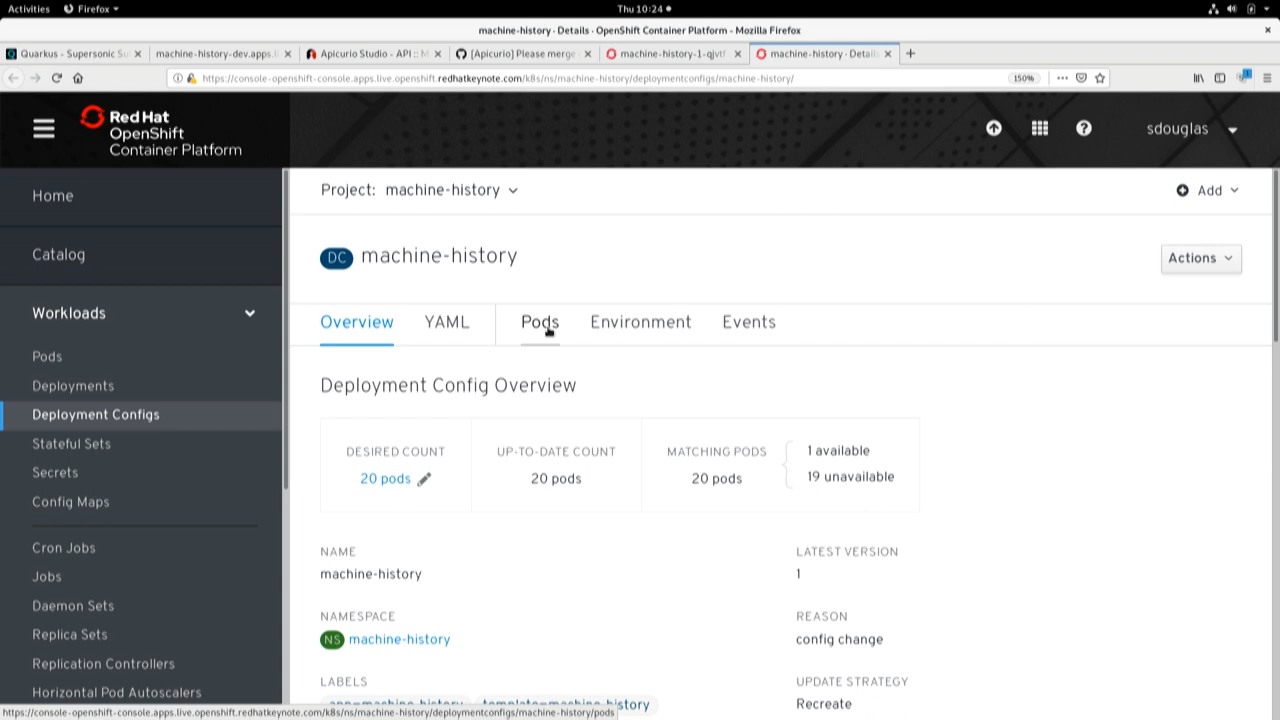 Activities Firefox Thu 10:24
machine-history · Details · OpenShift Container Platform - Mozilla Firefox
Quarkus - Supersonic Su machine-history-dev.apps.l Apicurio Studio - API :: M [Apicurio] Please merge machine-history-1-qjvtf machine-history · Details
https://console-openshift-console.apps.live.openshift.redhatkeynote.com/k8s/ns/machine-history/deploymentconfigs/machine-history/ 150%
Red Hat
OpenShift
Container Platform
sdouglas
Home
Catalog
Workloads
Pods
Deployments
Deployment Configs
Stateful Sets
Secrets
Config Maps
Cron Jobs
Jobs
Daemon Sets
Replica Sets
Replication Controllers
Horizontal Pod Autoscalers
Project: machine-history Add
DC machine-history Actions
Overview YAML Pods Environment Events
Deployment Config Overview
DESIRED COUNT UP-TO-DATE COUNT MATCHING PODS 1 available
20 pods 20 pods 20 pods 19 unavailable
NAME LATEST VERSION
machine-history 1
NAMESPACE REASON
NS machine-history config change
LABELS UPDATE STRATEGY
app=machine-history template=machine_history Recreate
https://console-openshift-console.apps.live.openshift.redhatkeynote.com/k8s/ns/machine-history/deploymentconfigs/machine-history/pods